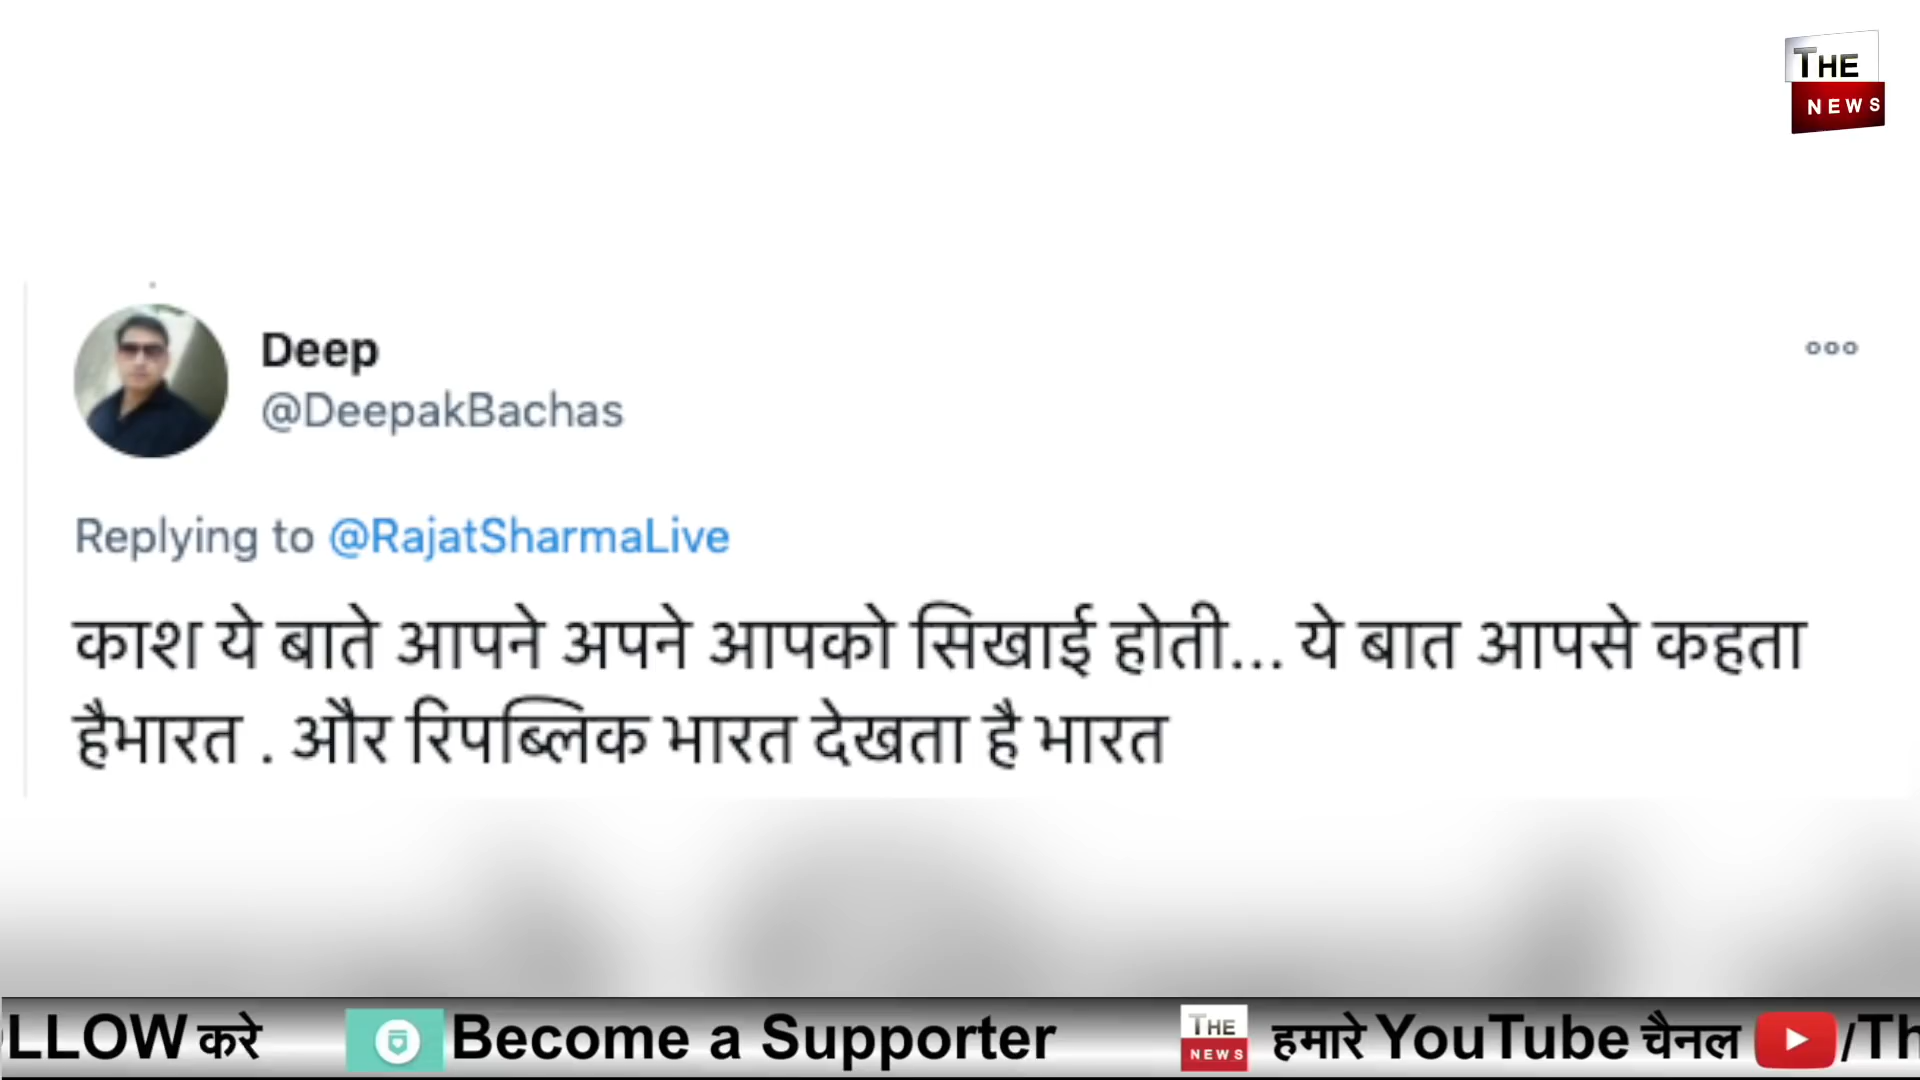 THE
NEWS
Deep
@DeepakBachas
Replying to @RajatSharmaLive
काश ये बाते आपने अपने आपको सिखाई होती... ये बात आपसे कहता
हैभारत . और रिपब्लिक भारत देखता है भारत
LLOW करे Become a Supporter THE NEWS हमारे YouTube चैनल /Th